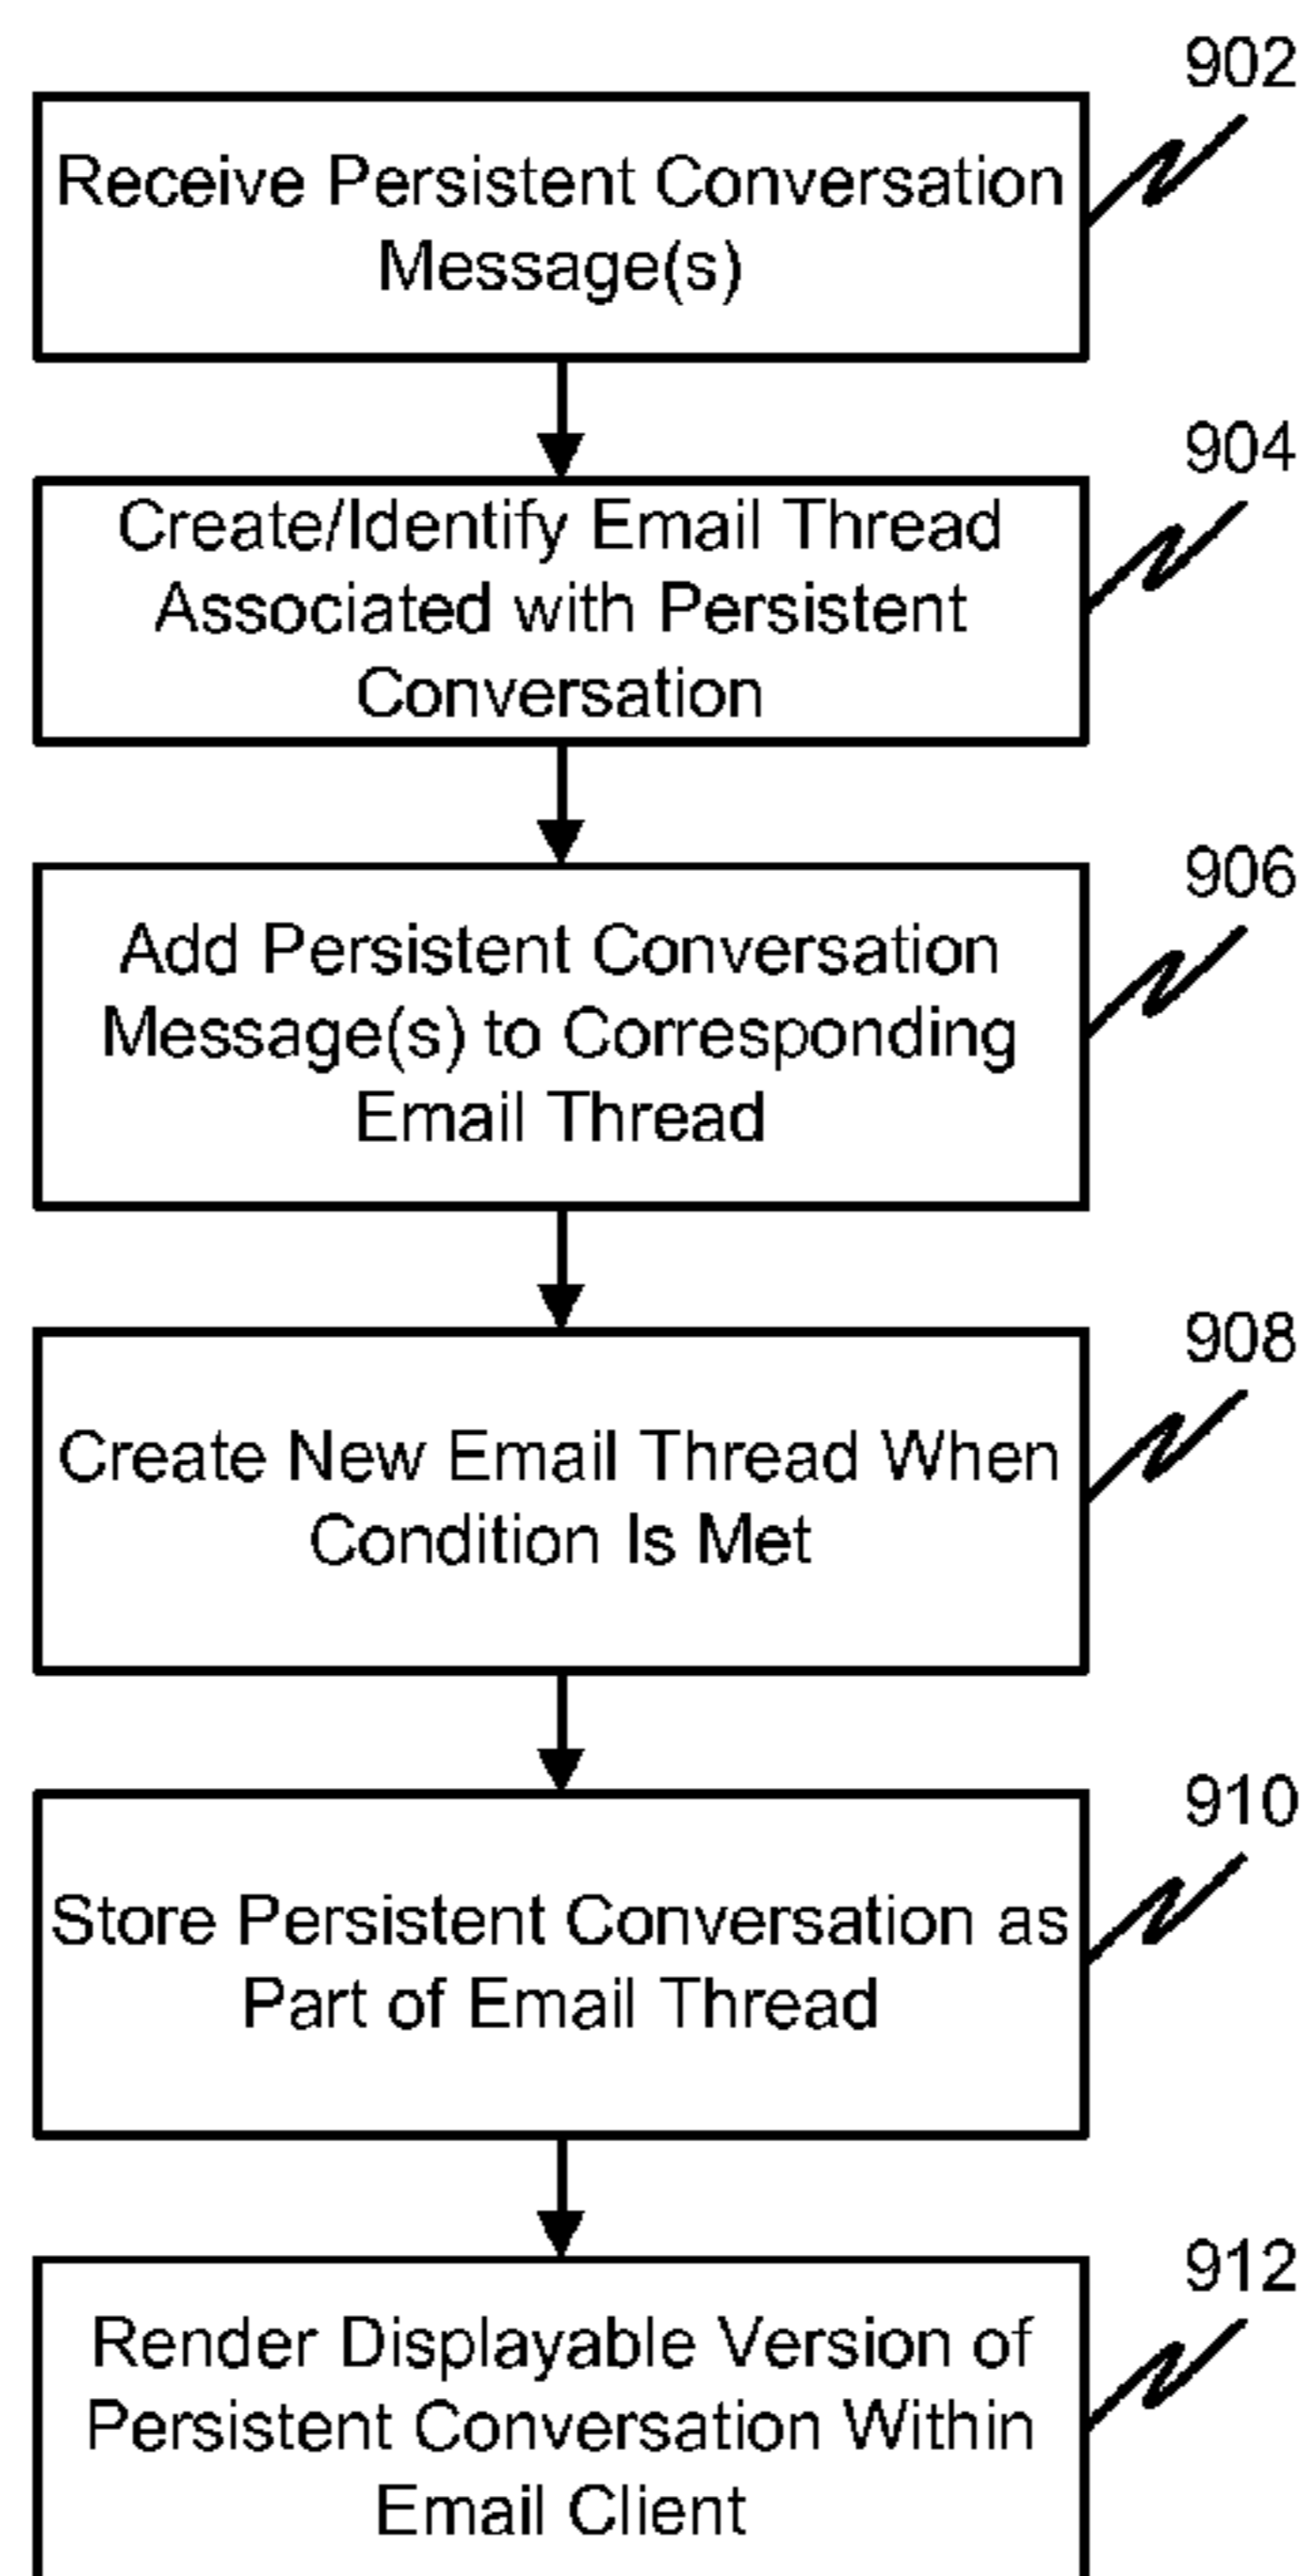 902
Receive Persistent Conversation
Message(s)
904
Create/Identify Email Thread
Associated with Persistent
Conversation
906
Add Persistent Conversation
Message(s) to Corresponding
Email Thread
908
Create New Email Thread When
Condition Is Met
910
Store Persistent Conversation as
Part of Email Thread
912
Render Displayable Version of
Persistent Conversation Within
Email Client